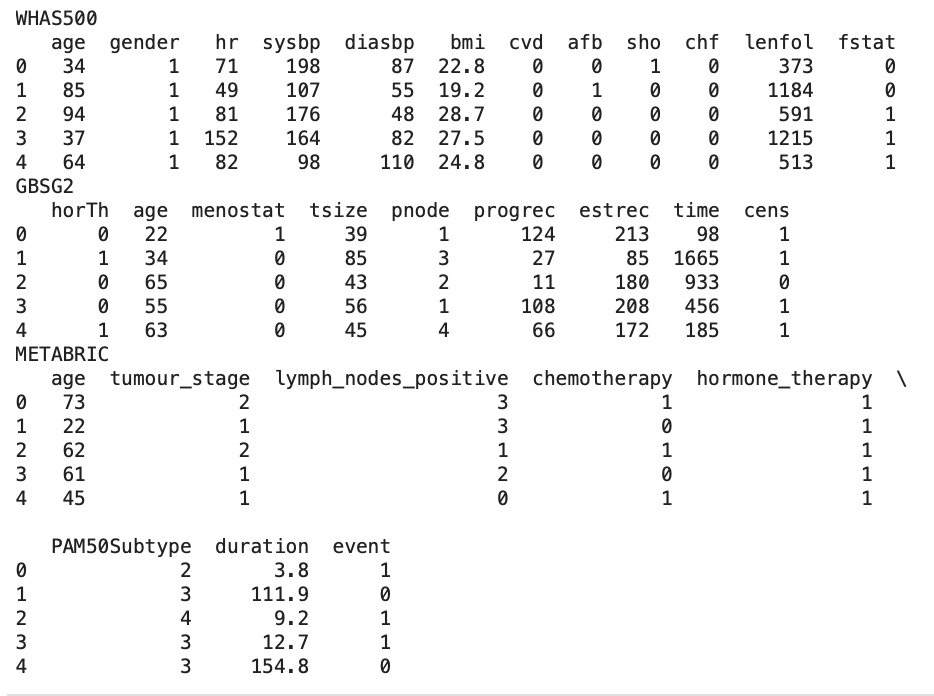 WHAS500
age gender hr sysbp diasbp bmi cvd afb sho chf lenfol fstat
0 34 1 71 198 87 22.8 0 0 1 0 373 0
1 85 1 49 107 55 19.2 0 1 0 0 1184 0
2 94 1 81 176 48 28.7 0 0 0 0 591 1
3 37 1 152 164 82 27.5 0 0 0 0 1215 1
4 64 1 82 98 110 24.8 0 0 0 0 513 1
GBSG2
horTh age menostat tsize pnode progrec estrec time cens
0 0 22 1 39 1 124 213 98 1
1 1 34 0 85 3 27 85 1665 1
2 0 65 0 43 2 11 180 933 0
3 0 55 0 56 1 108 208 456 1
4 1 63 0 45 4 66 172 185 1
METABRIC
age tumour_stage lymph_nodes_positive chemotherapy hormone_therapy \
0 73 2 3 1 1
1 22 1 3 0 1
2 62 2 1 1 1
3 61 1 2 0 1
4 45 1 0 1 1
PAM50Subtype duration event
0 2 3.8 1
1 3 111.9 0
2 4 9.2 1
3 3 12.7 1
4 3 154.8 0